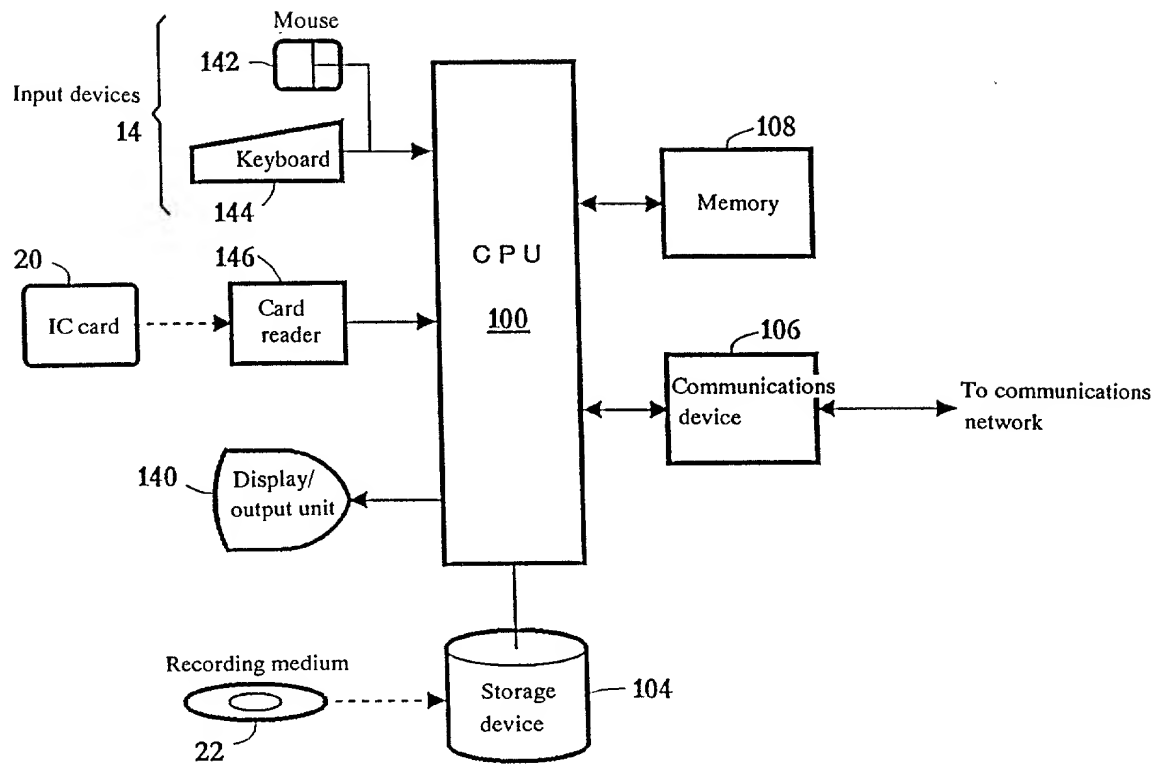 Mouse
142
Input devices
14
Keyboard
144
108
Memory
CPU
100
20
IC card
146
Card
reader
106
Communications
device
To communications
network
140
Display/
output unit
Recording medium
22
Storage
device
104